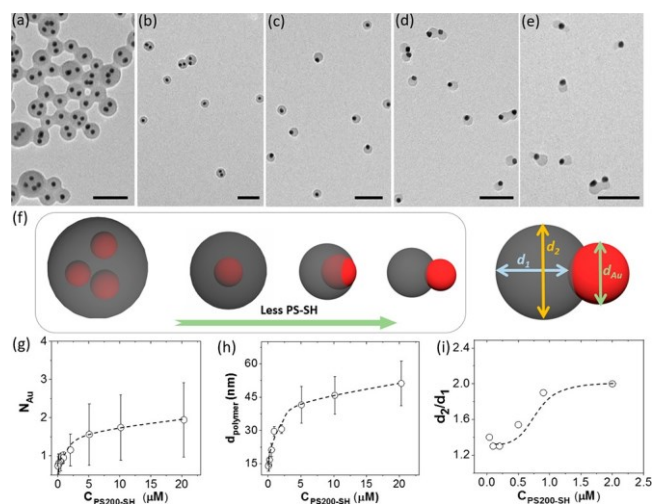 (a) (b) (c) (d) (e)
(f)
d1 d2 dAu
Less PS-SH
(g) (h) (i)
NAu
4
3
2
1
0 5 10 15 20
CPS200-SH (μM)
dpolymer (nm)
60
45
30
15
0 5 10 15 20
CPS200-SH (μM)
d2/d1
2.4
2.0
1.6
1.2
0.0 0.5 1.0 1.5 2.0 2.5
CPS200-SH (μM)